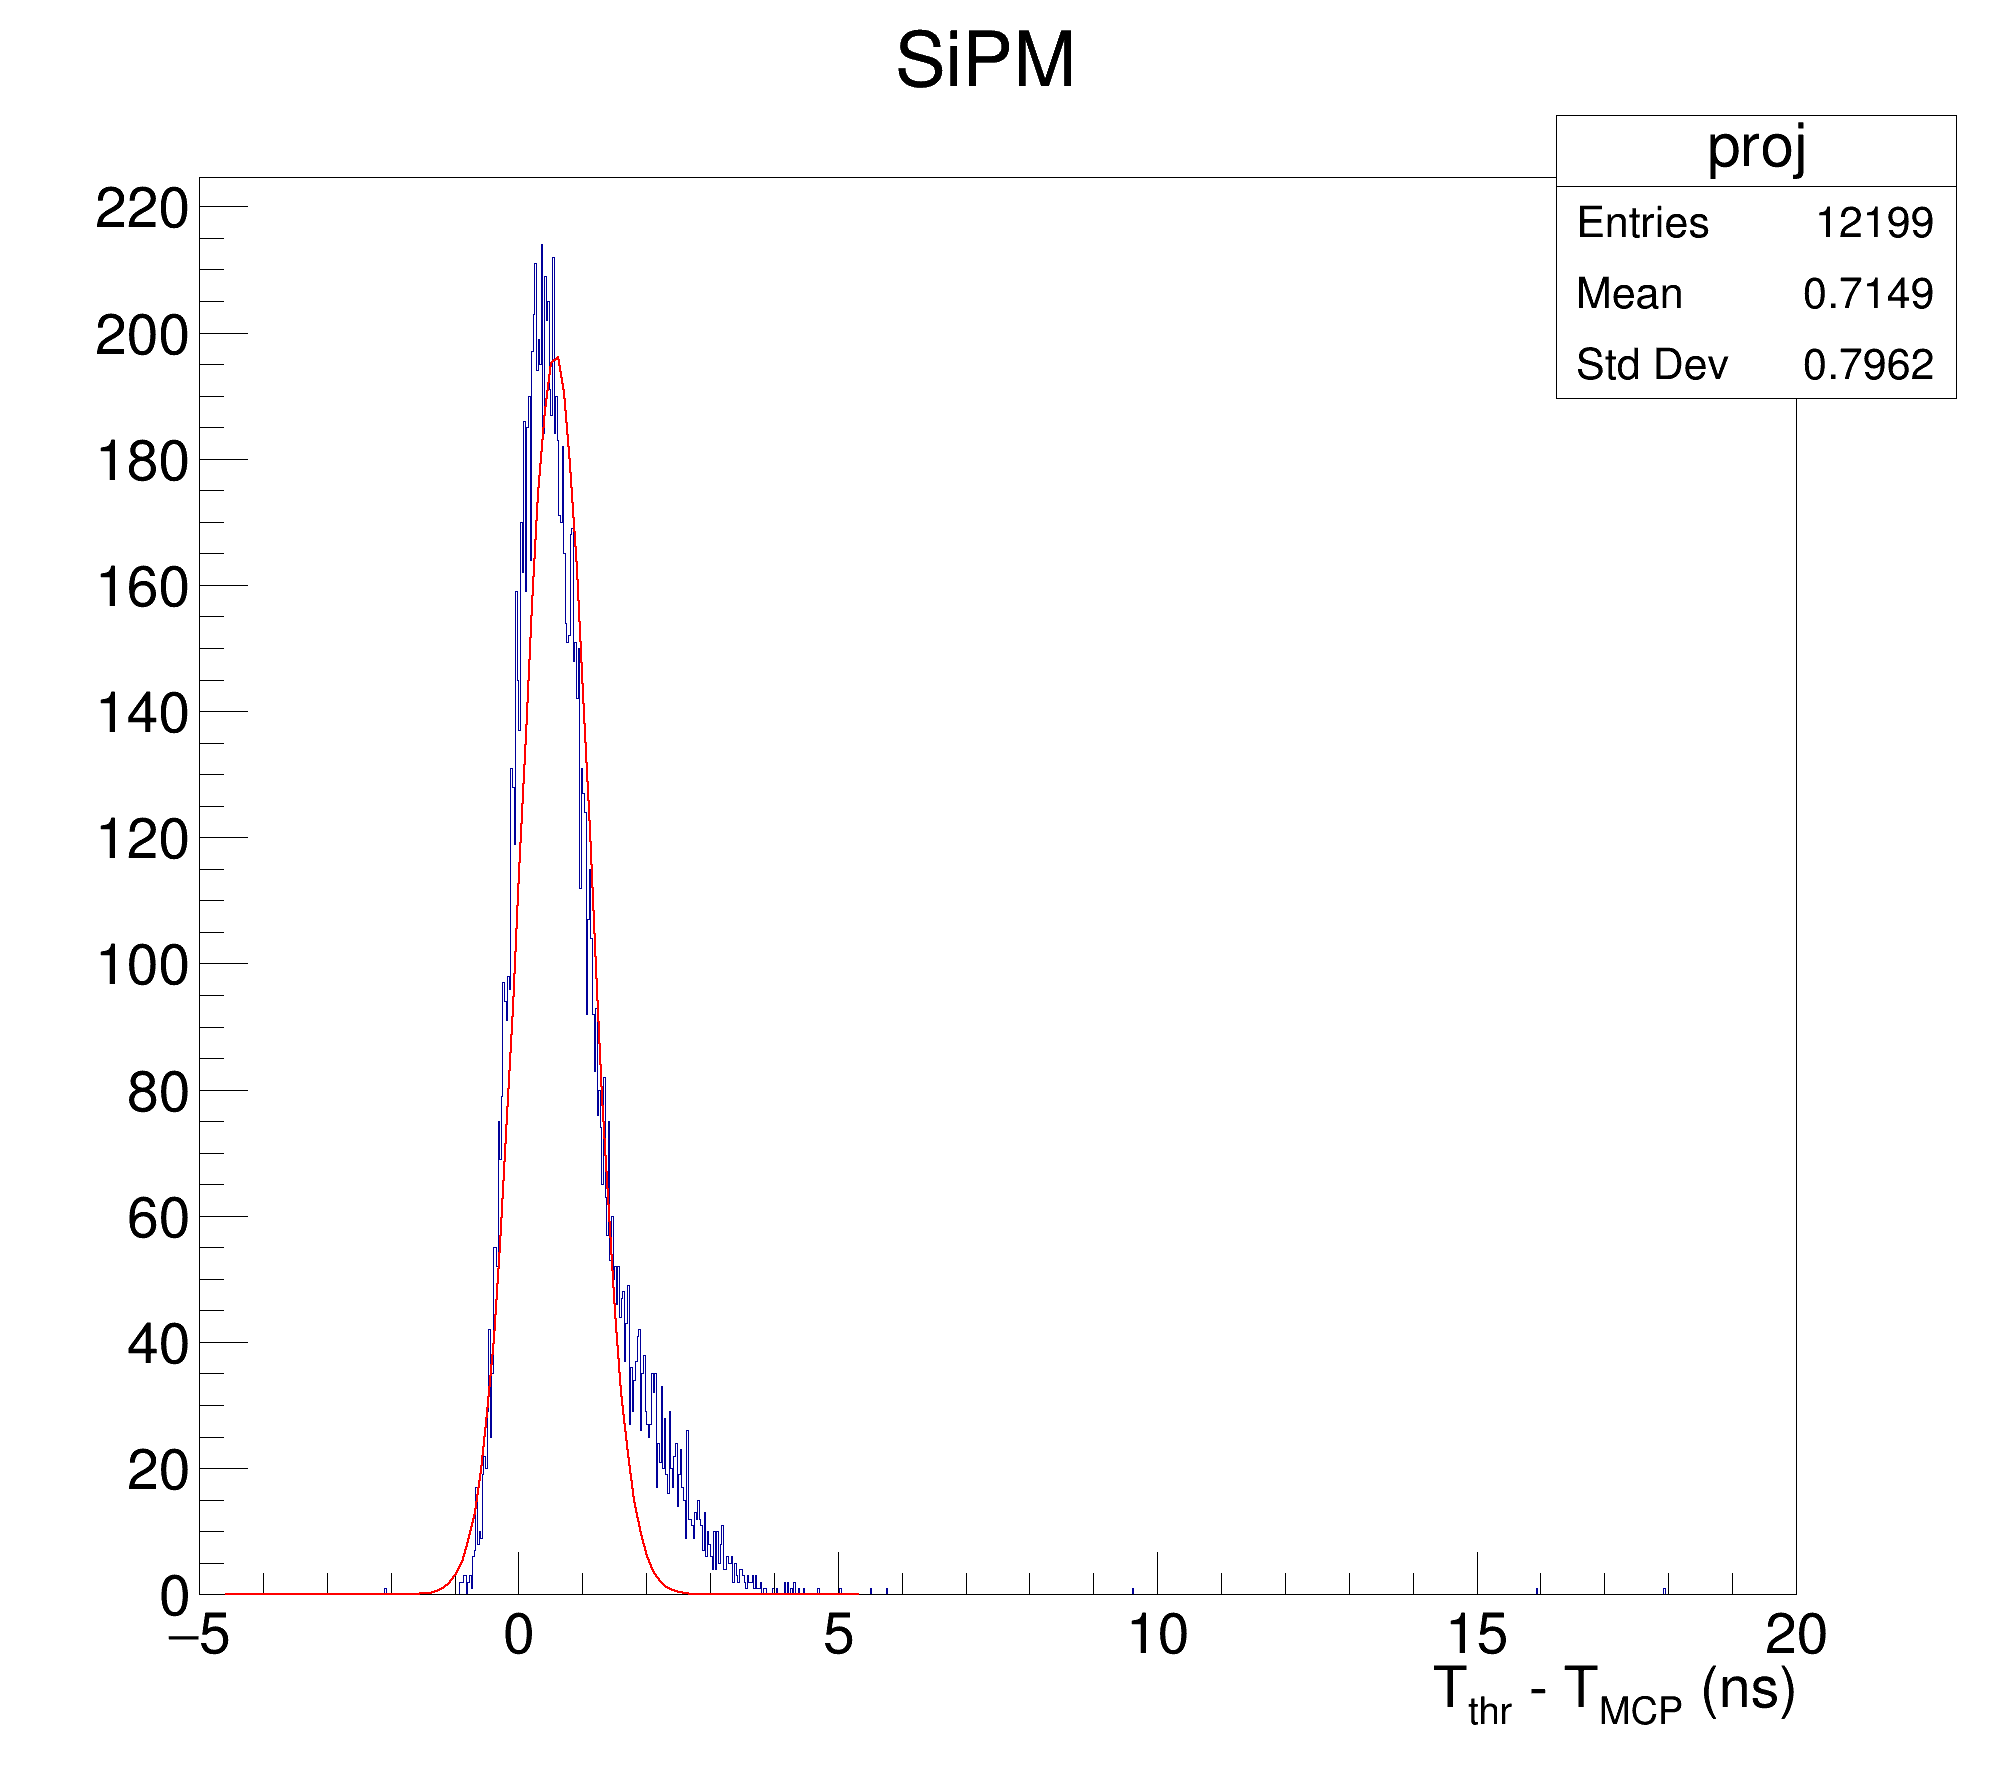 SiPM
proj
Entries 12199
Mean 0.7149
Std Dev 0.7962
220
200
180
160
140
120
100
80
60
40
20
0
−5 0 5 10 15 20
T_thr - T_MCP (ns)